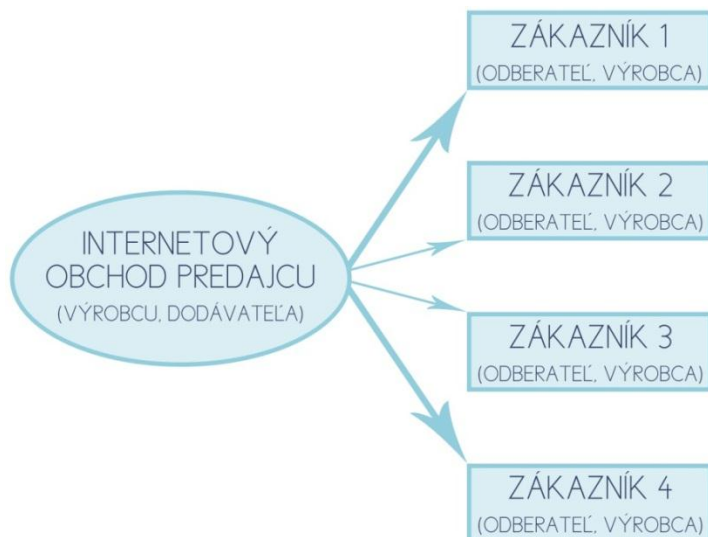 ZÁKAZNÍK 1
(ODBERATEĽ, VÝROBCA)
ZÁKAZNÍK 2
(ODBERATEĽ, VÝROBCA)
INTERNETOVÝ
OBCHOD PREDAJCU
(VÝROBCU, DODÁVATEĽA)
ZÁKAZNÍK 3
(ODBERATEĽ, VÝROBCA)
ZÁKAZNÍK 4
(ODBERATEĽ, VÝROBCA)